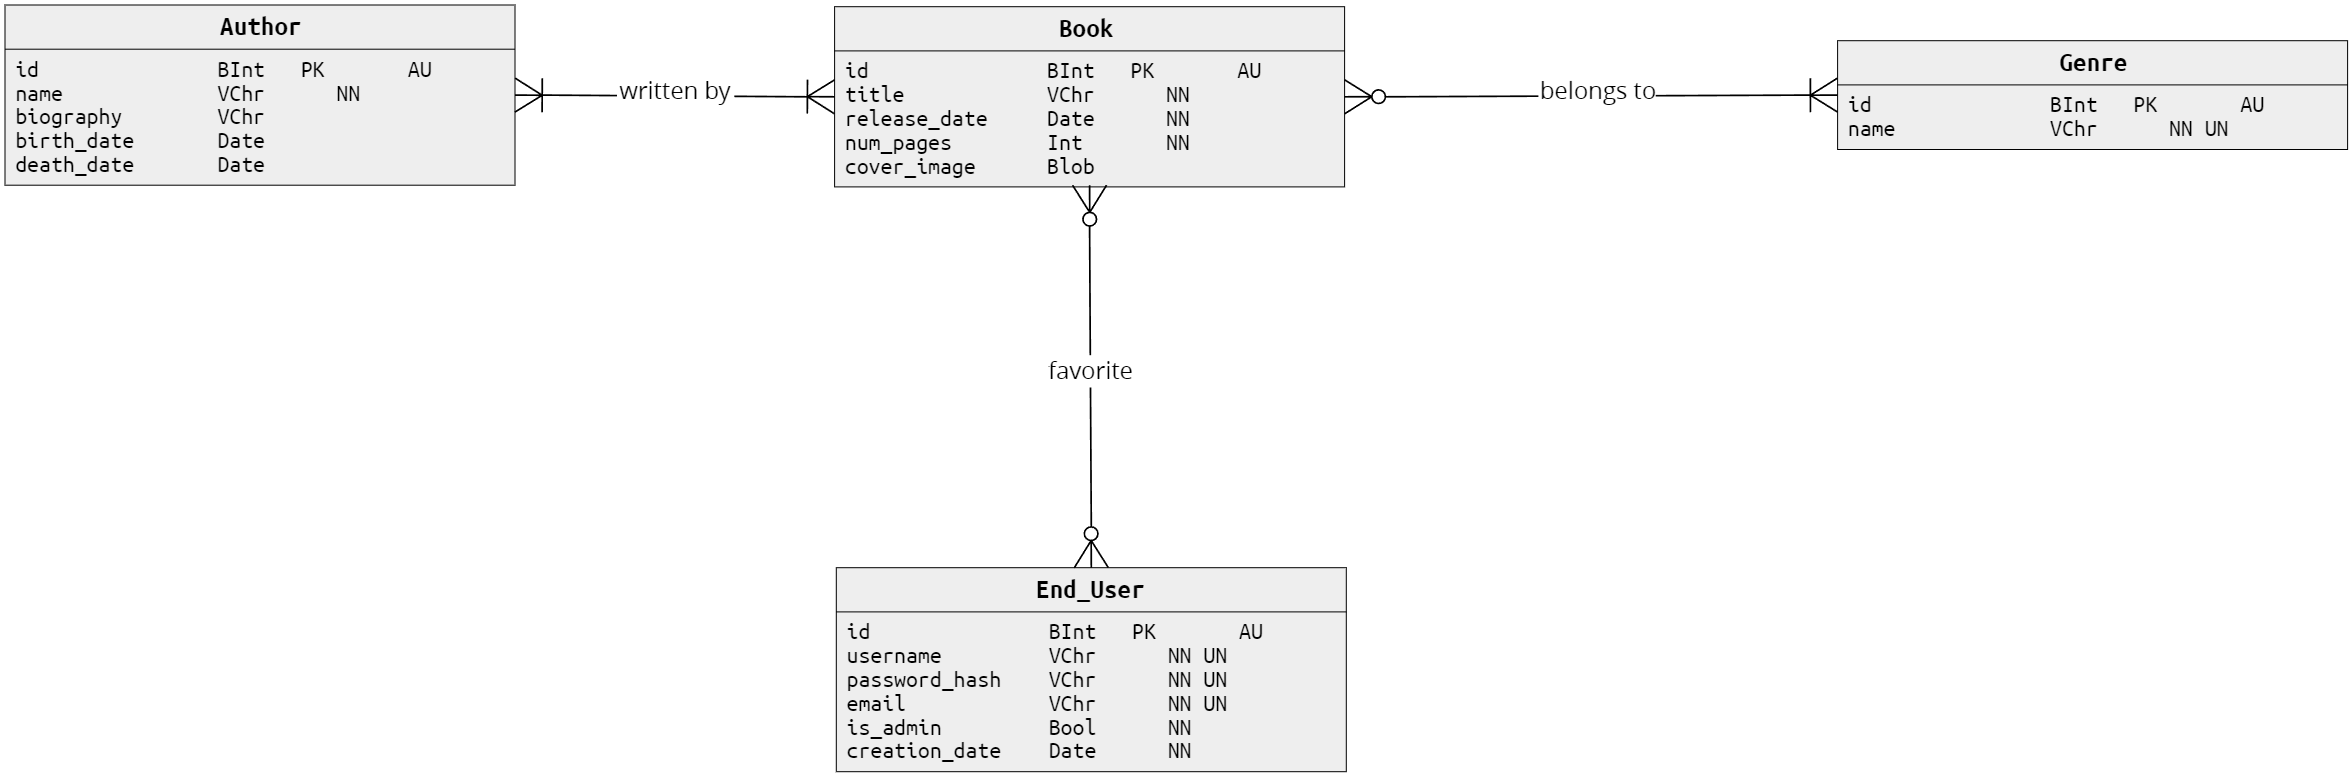 Author
id BInt PK AU
name VChr NN
biography VChr
birth_date Date
death_date Date
written by
Book
id BInt PK AU
title VChr NN
release_date Date NN
num_pages Int NN
cover_image Blob
belongs to
Genre
id BInt PK AU
name VChr NN UN
favorite
End_User
id BInt PK AU
username VChr NN UN
password_hash VChr NN UN
email VChr NN UN
is_admin Bool NN
creation_date Date NN